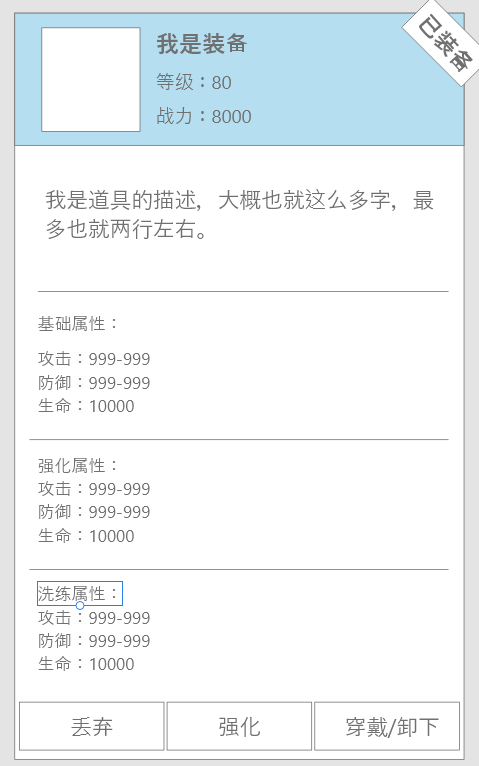 我是装备
已装备
等级：80
战力：8000
我是道具的描述，大概也就这么多字，最
多也就两行左右。
基础属性：
攻击：999-999
防御：999-999
生命：10000
强化属性：
攻击：999-999
防御：999-999
生命：10000
洗练属性：
攻击：999-999
防御：999-999
生命：10000
丢弃
强化
穿戴/卸下